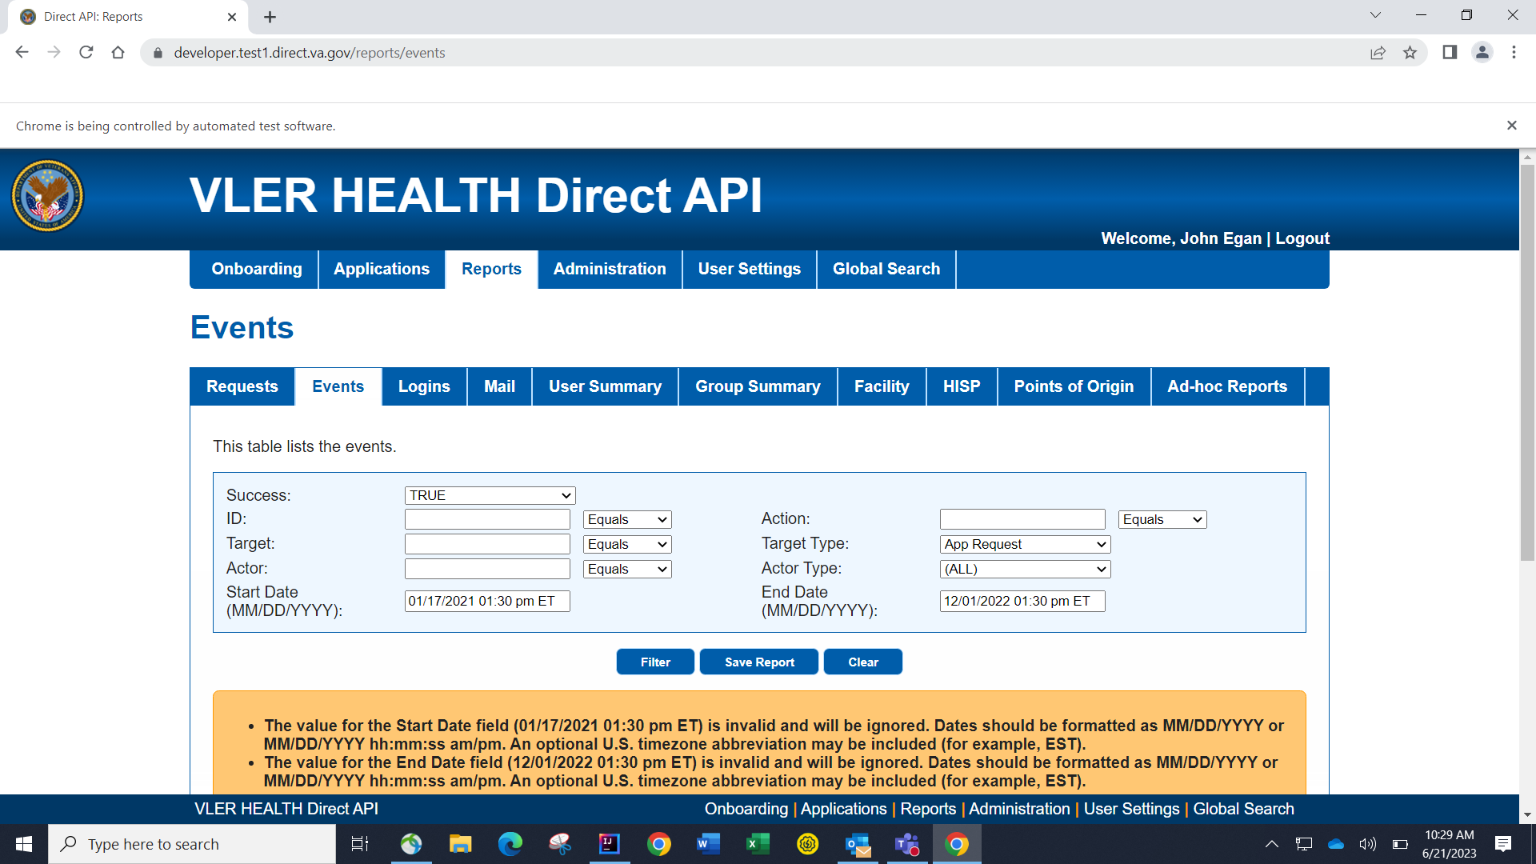 Direct API: Reports
developer.test1.direct.va.gov/reports/events
Chrome is being controlled by automated test software.
VLER HEALTH Direct API
Welcome, John Egan | Logout
Onboarding Applications Reports Administration User Settings Global Search
Events
Requests Events Logins Mail User Summary Group Summary Facility HISP Points of Origin Ad-hoc Reports
This table lists the events.
Success: TRUE
ID: Equals Action: Equals
Target: Equals Target Type: App Request
Actor: Equals Actor Type: (ALL)
Start Date (MM/DD/YYYY): 01/17/2021 01:30 pm ET End Date (MM/DD/YYYY): 12/01/2022 01:30 pm ET
Filter Save Report Clear
• The value for the Start Date field (01/17/2021 01:30 pm ET) is invalid and will be ignored. Dates should be formatted as MM/DD/YYYY or
MM/DD/YYYY hh:mm:ss am/pm. An optional U.S. timezone abbreviation may be included (for example, EST).
• The value for the End Date field (12/01/2022 01:30 pm ET) is invalid and will be ignored. Dates should be formatted as MM/DD/YYYY or
MM/DD/YYYY hh:mm:ss am/pm. An optional U.S. timezone abbreviation may be included (for example, EST).
VLER HEALTH Direct API Onboarding | Applications | Reports | Administration | User Settings | Global Search
Type here to search
10:29 AM
6/21/2023